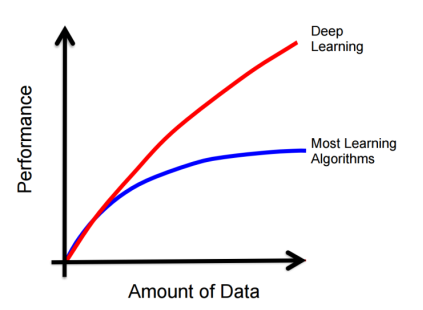 Deep
Learning
Most Learning
Algorithms
Performance
Amount of Data